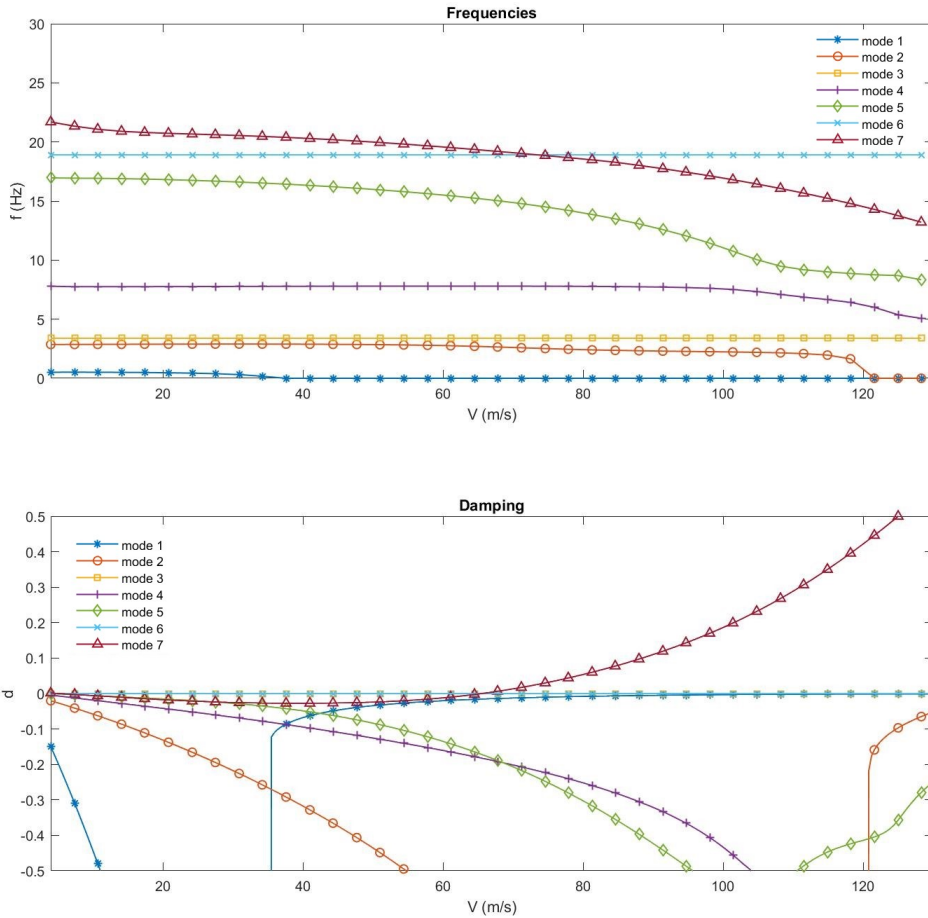 Frequencies
30
25
20
15
10
5
0
f (Hz)
mode 1
mode 2
mode 3
mode 4
mode 5
mode 6
mode 7
20
40
60
80
100
120
V (m/s)
Damping
0.5
0.4
0.3
0.2
0.1
0
-0.1
-0.2
-0.3
-0.4
-0.5
d
mode 1
mode 2
mode 3
mode 4
mode 5
mode 6
mode 7
20
40
60
80
100
120
V (m/s)